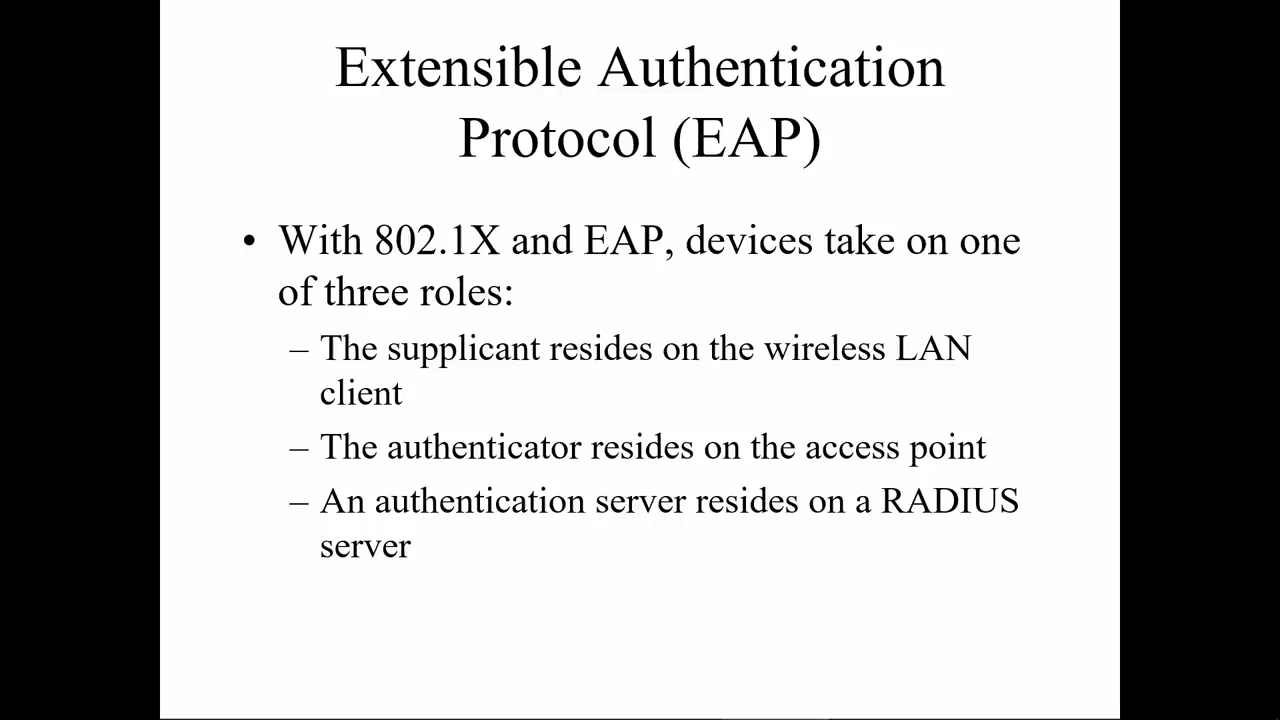 Extensible Authentication
Protocol (EAP)
• With 802.1X and EAP, devices take on one
of three roles:
– The supplicant resides on the wireless LAN
client
– The authenticator resides on the access point
– An authentication server resides on a RADIUS
server